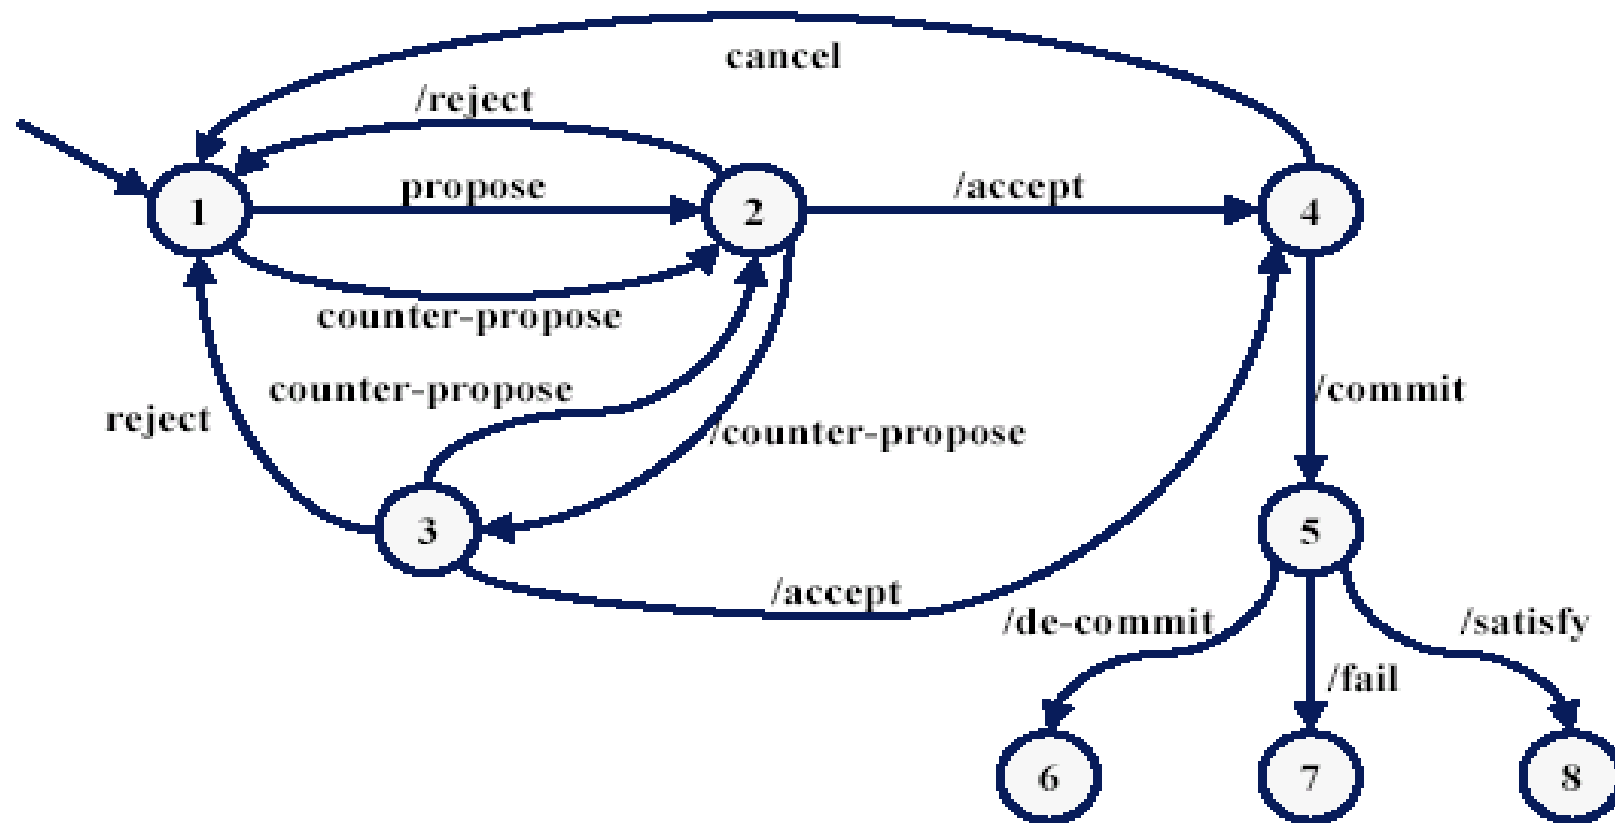 cancel
/reject
propose
/accept
1
2
4
counter-propose
counter-propose
/commit
reject
/counter-propose
3
5
/accept
/de-commit
/satisfy
/fail
6
7
8